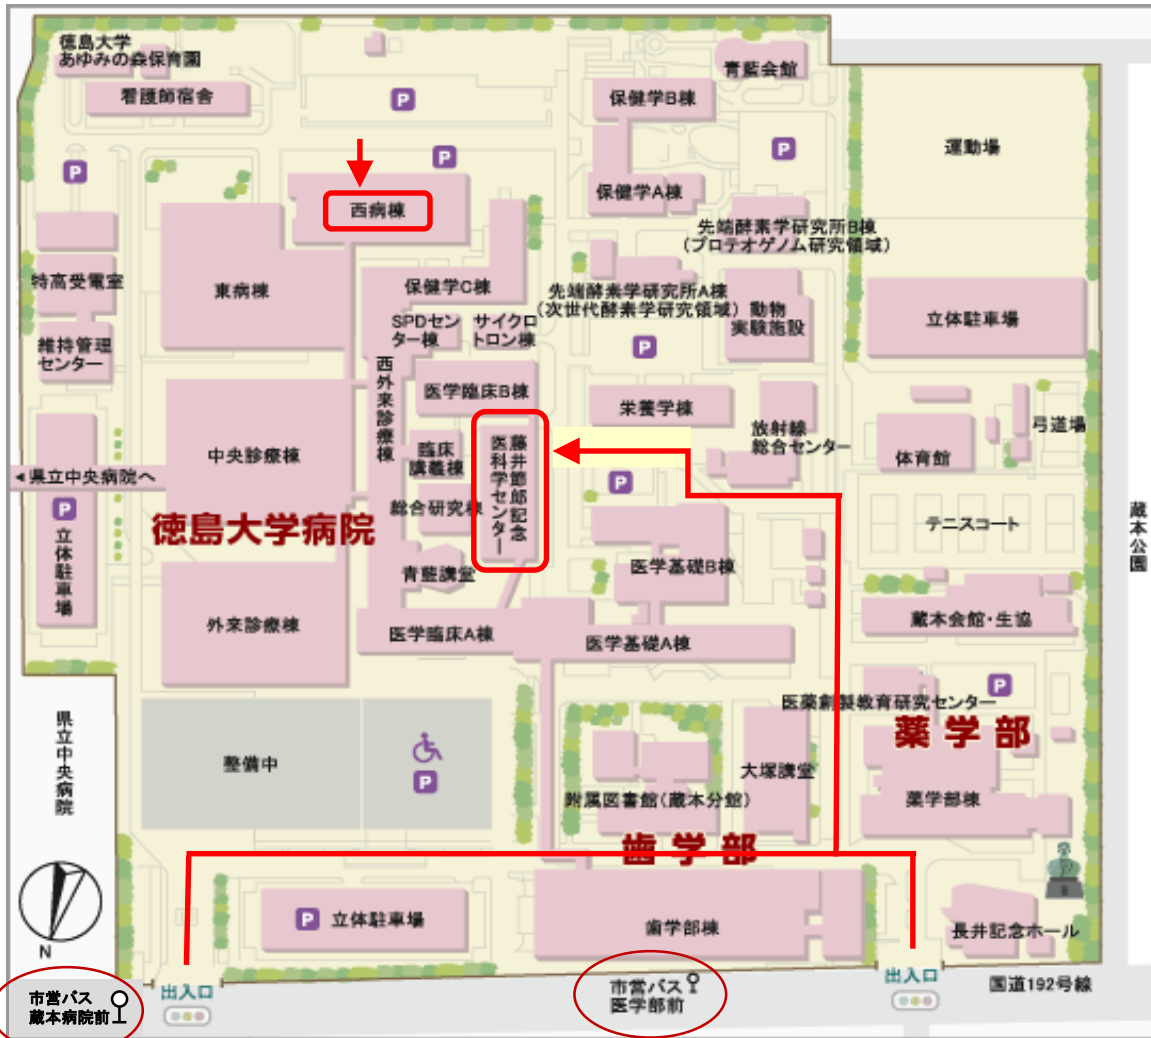 徳島大学
あゆみの森保育園
看護師宿舎
P
青藍会館
保健学B棟
P
P
P
運動場
西病棟
保健学A棟
先端酵素学研究所B棟
(プロテオゲノム研究領域)
特高受電室
東病棟
保健学C棟
先端酵素学研究所A棟
(次世代酵素学研究領域)
動物
実験施設
立体駐車場
SPDセン
ター棟
サイクロ
トロン棟
P
維持管理
センター
西外来診療棟
医学臨床B棟
栄養学棟
放射線
総合センター
弓道場
体育館
中央診療棟
臨床
講義棟
藤井節郎記念
医科学センター
◂県立中央病院へ
P
立体駐車場
徳島大学病院
総合研究棟
P
テニスコート
蔵本公園
青藍講堂
医学基礎B棟
外来診療棟
医学臨床A棟
医学基礎A棟
蔵本会館・生協
県立中央病院
医薬創製教育研究センター
P
薬学部
整備中
P
大塚講堂
附属図書館(蔵本分館)
薬学部棟
歯学部
N
P
立体駐車場
歯学部棟
長井記念ホール
市営バス
蔵本病院前
出入口
市営バス
医学部前
出入口
国道192号線